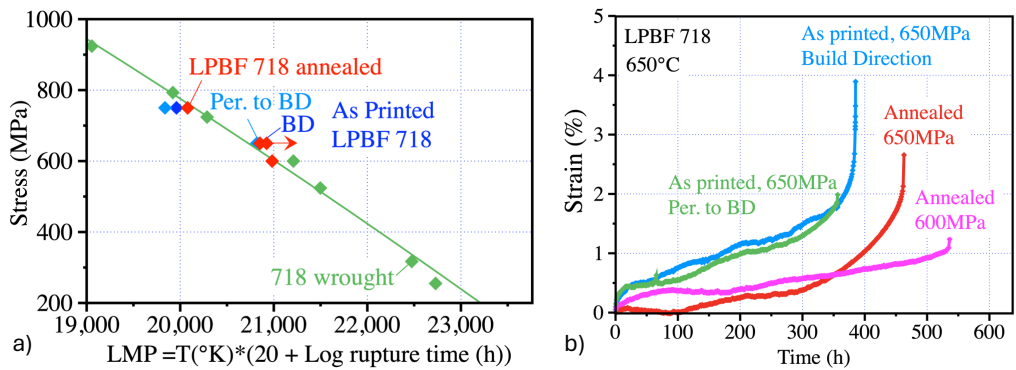 1000
800
600
400
200
Stress (MPa)
LPBF 718 annealed
Per. to BD
BD
As Printed
LPBF 718
718 wrought
19,000
20,000
21,000
22,000
23,000
a)
LMP =T(°K)*(20 + Log rupture time (h))
5
4
3
2
1
0
Strain (%)
LPBF 718
650°C
As printed, 650MPa
Build Direction
Annealed
650MPa
As printed, 650MPa
Per. to BD
Annealed
600MPa
0
100
200
300
400
500
600
b)
Time (h)